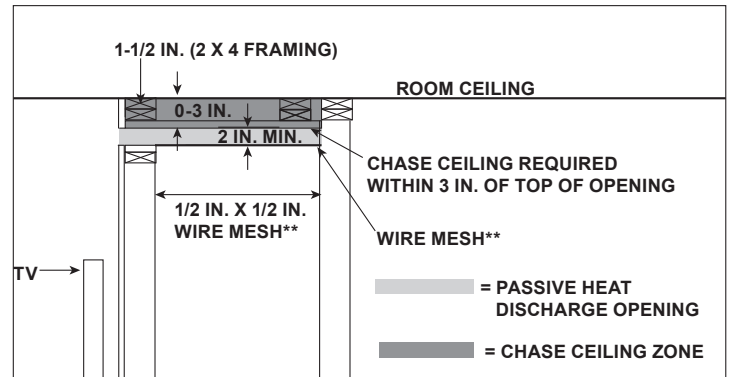 1-1/2 IN. (2 X 4 FRAMING)
ROOM CEILING
0-3 IN.
2 IN. MIN.
CHASE CEILING REQUIRED
WITHIN 3 IN. OF TOP OF OPENING
1/2 IN. X 1/2 IN.
WIRE MESH**
WIRE MESH**
TV
= PASSIVE HEAT
DISCHARGE OPENING
= CHASE CEILING ZONE